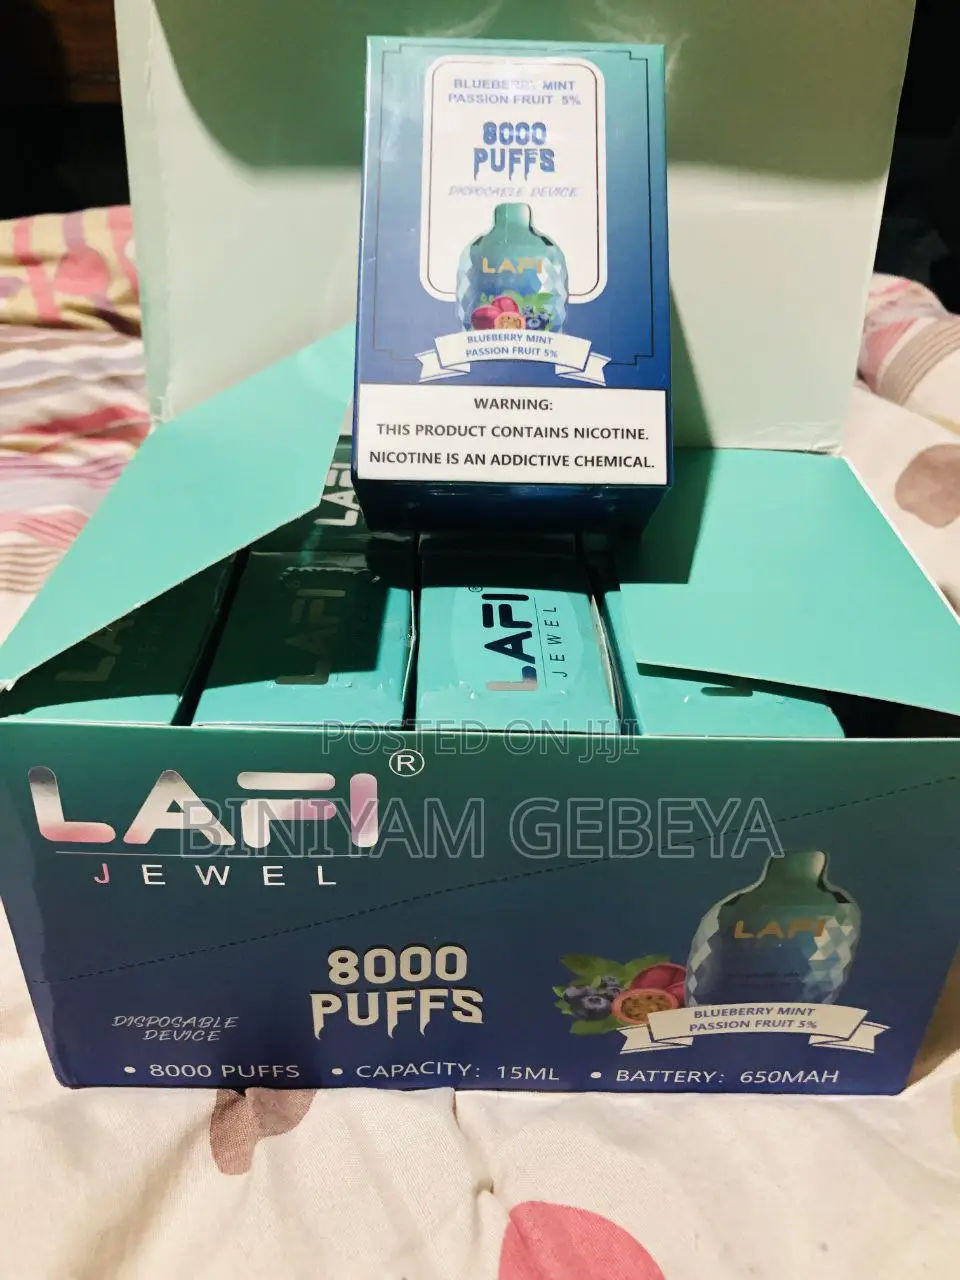 BLUEBERRY MINT
PASSION FRUIT 5%
8000
PUFFS
DISPOSABLE DEVICE
LAFI
BLUEBERRY MINT
PASSION FRUIT 5%
WARNING:
THIS PRODUCT CONTAINS NICOTINE.
NICOTINE IS AN ADDICTIVE CHEMICAL.
LAFI
LAFI
LAFI®
JEWEL
POSTED ON JIJI
BINIYAM GEBEYA
LAFI®
JEWEL
LAFI
8000
PUFFS
DISPOSABLE
DEVICE
BLUEBERRY MINT
PASSION FRUIT 5%
• 8000 PUFFS • CAPACITY: 15ML • BATTERY: 650MAH